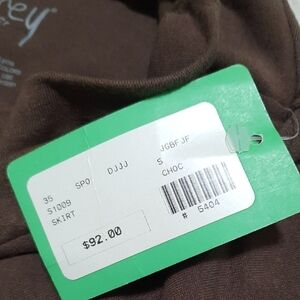 35 SPO DJJJ JGBFJF
S1009 S
SKIRT CHOC
$92.00
# 5404